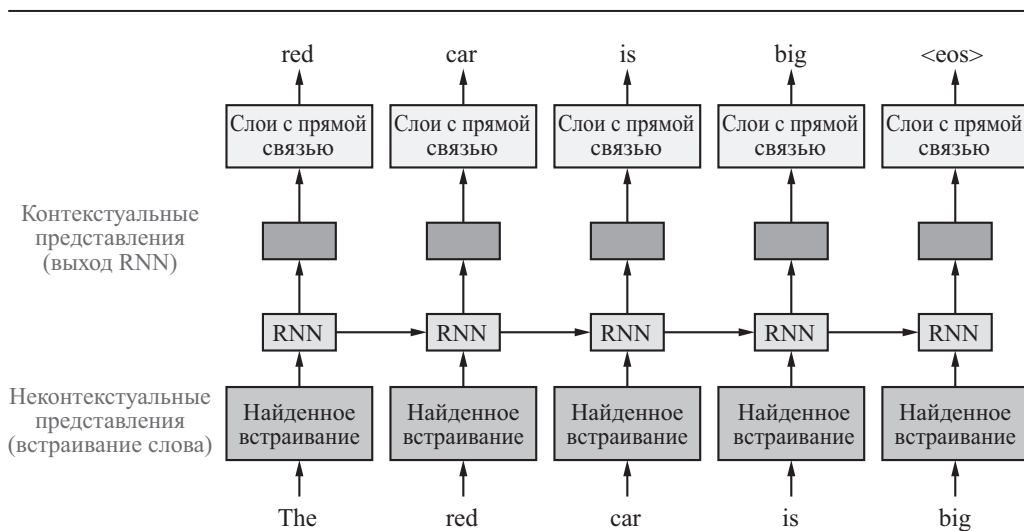 red car is big <eos>
Слои с прямой связью
Слои с прямой связью
Слои с прямой связью
Слои с прямой связью
Слои с прямой связью
Контекстуальные
представления
(выход RNN)
RNN RNN RNN RNN RNN
Неконтекстуальные
представления
(встраивание слова)
Найденное встраивание
Найденное встраивание
Найденное встраивание
Найденное встраивание
Найденное встраивание
The red car is big